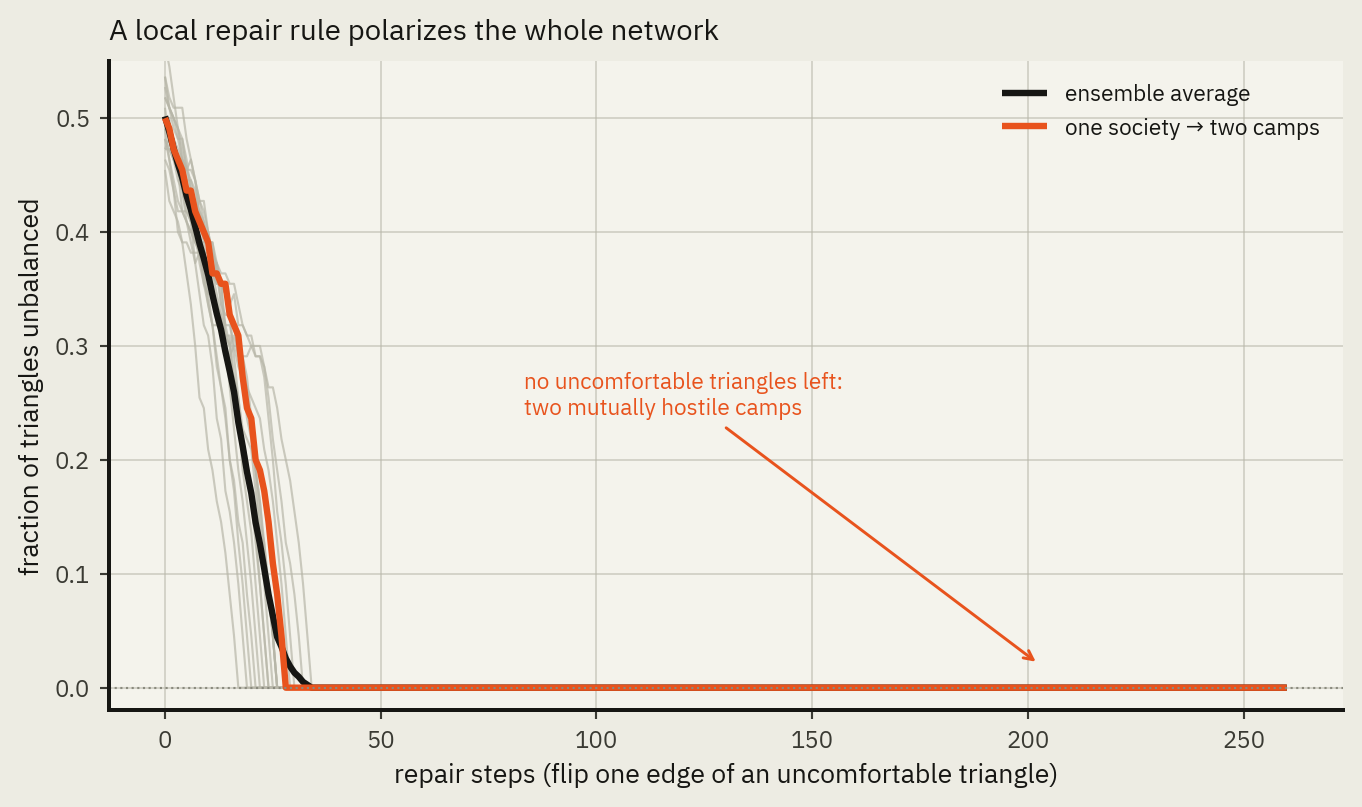 A local repair rule polarizes the whole network
ensemble average
one society → two camps
fraction of triangles unbalanced
0.5
0.4
0.3
0.2
0.1
0.0
no uncomfortable triangles left:
two mutually hostile camps
0
50
100
150
200
250
repair steps (flip one edge of an uncomfortable triangle)